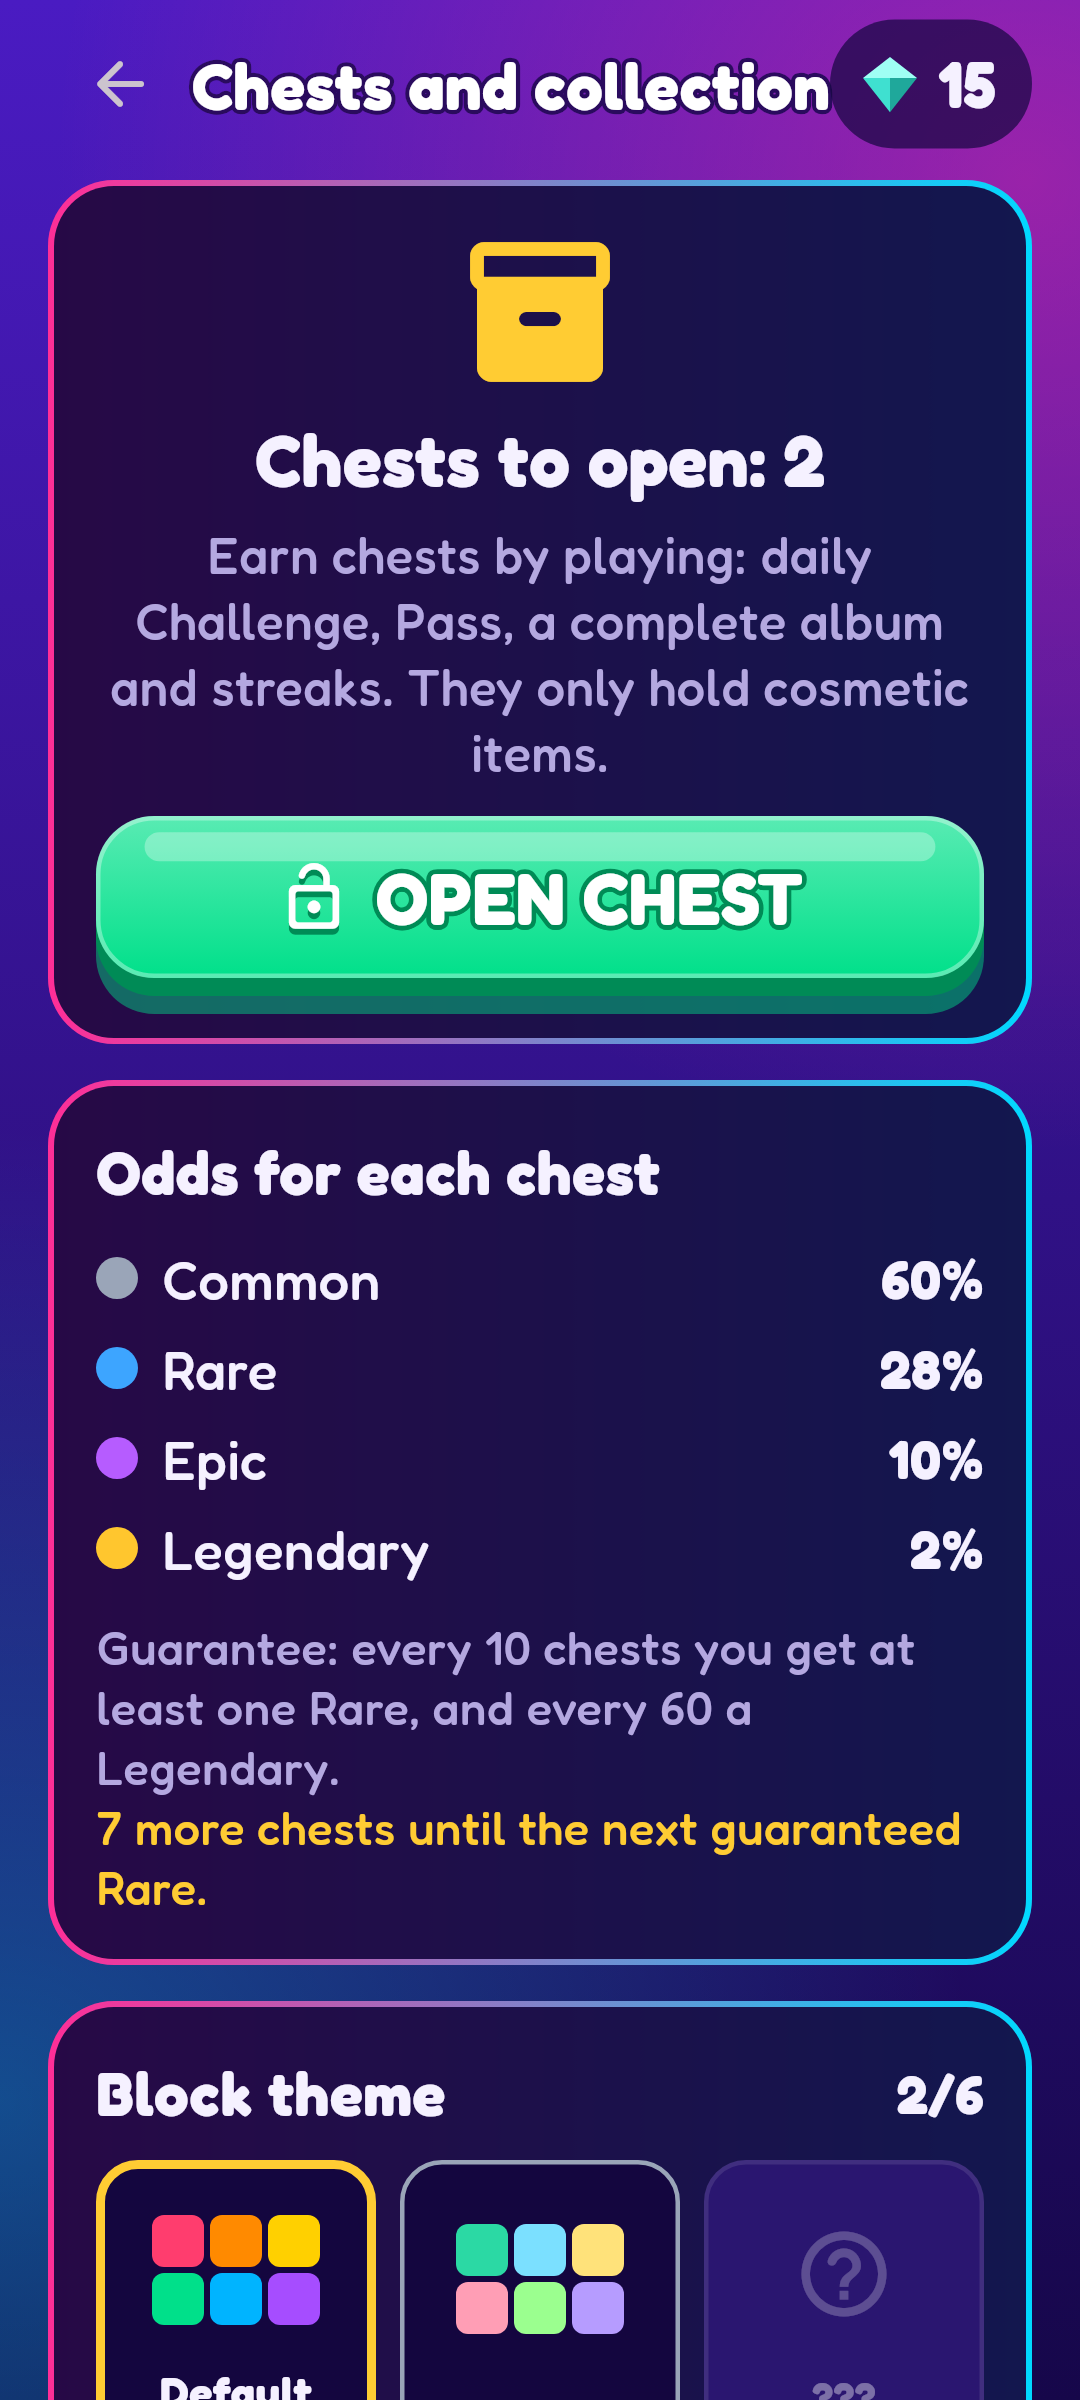 Chests and collection
15
Chests to open: 2
Earn chests by playing: daily
Challenge, Pass, a complete album
and streaks. They only hold cosmetic
items.
OPEN CHEST
Odds for each chest
Common 60%
Rare 28%
Epic 10%
Legendary 2%
Guarantee: every 10 chests you get at
least one Rare, and every 60 a
Legendary.
7 more chests until the next guaranteed
Rare.
Block theme 2/6
Default ???